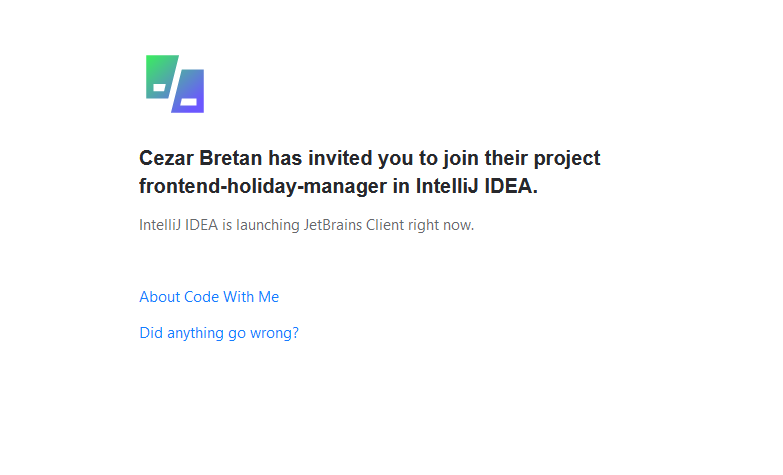 Cezar Bretan has invited you to join their project
frontend-holiday-manager in IntelliJ IDEA.
IntelliJ IDEA is launching JetBrains Client right now.
About Code With Me
Did anything go wrong?